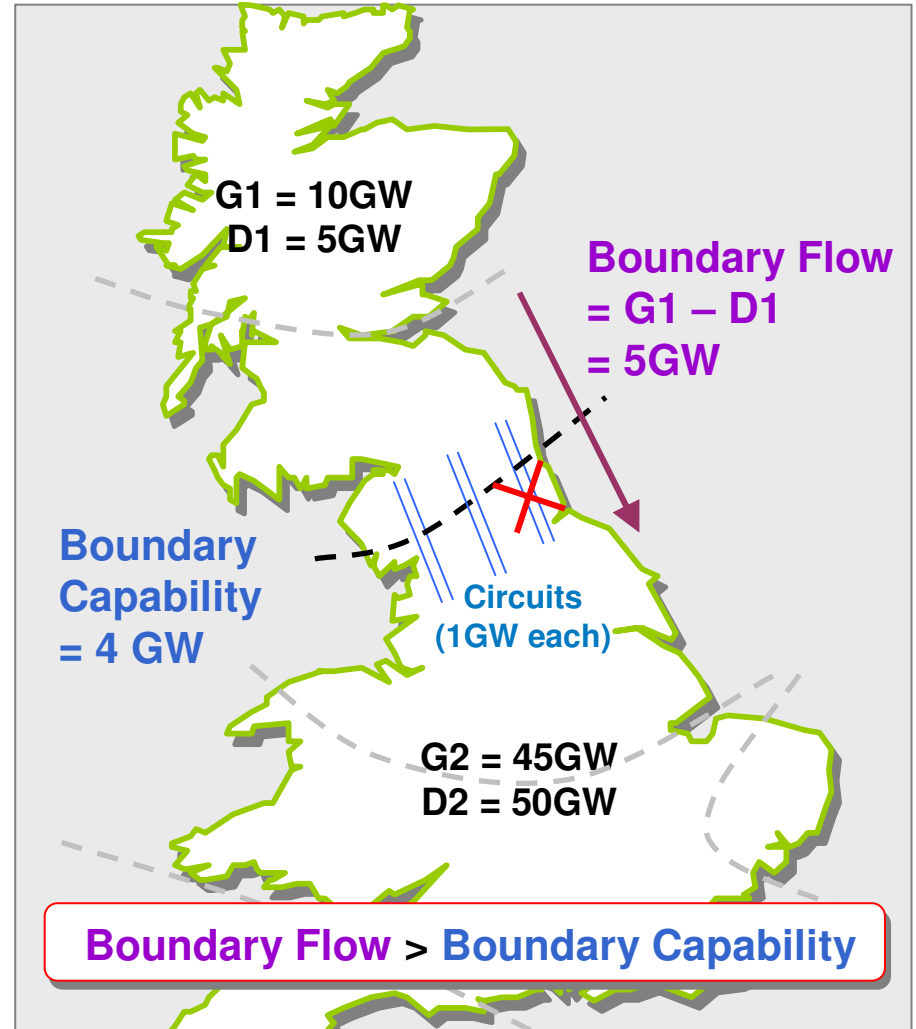 G1 = 10GW
D1 = 5GW
Boundary Flow
= G1 – D1
= 5GW
Boundary
Capability
= 4 GW
Circuits
(1GW each)
G2 = 45GW
D2 = 50GW
Boundary Flow > Boundary Capability